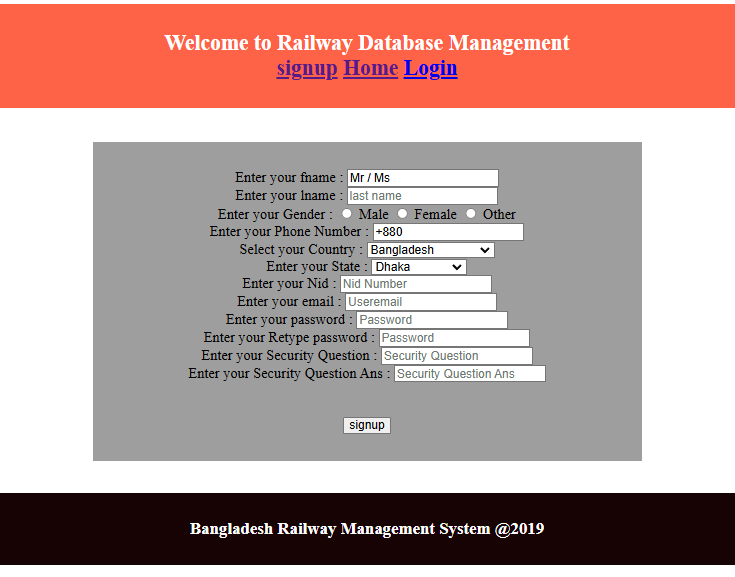 Welcome to Railway Database Management
signup Home Login
Enter your fname : Mr / Ms
Enter your lname : last name
Enter your Gender : Male Female Other
Enter your Phone Number : +880
Select your Country : Bangladesh
Enter your State : Dhaka
Enter your Nid : Nid Number
Enter your email : Useremail
Enter your password : Password
Enter your Retype password : Password
Enter your Security Question : Security Question
Enter your Security Question Ans : Security Question Ans
signup
Bangladesh Railway Management System @2019